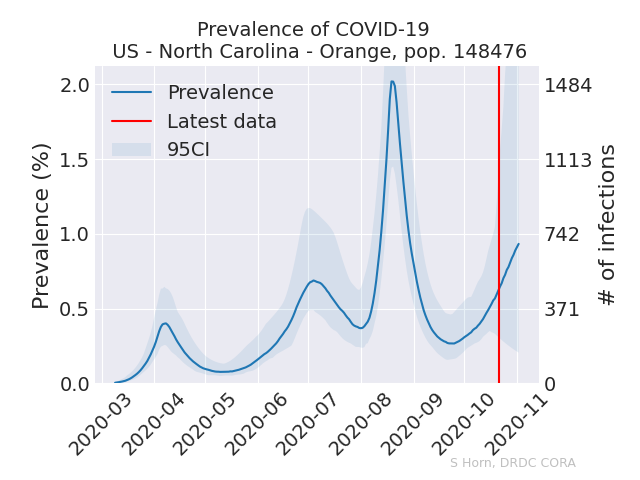 Prevalence of COVID-19
US - North Carolina - Orange, pop. 148476
Prevalence
Latest data
95CI
Prevalence (%)
2.0
1.5
1.0
0.5
0.0
1484
1113
742
371
0
# of infections
2020-03
2020-04
2020-05
2020-06
2020-07
2020-08
2020-09
2020-10
2020-11
S Horn, DRDC CORA